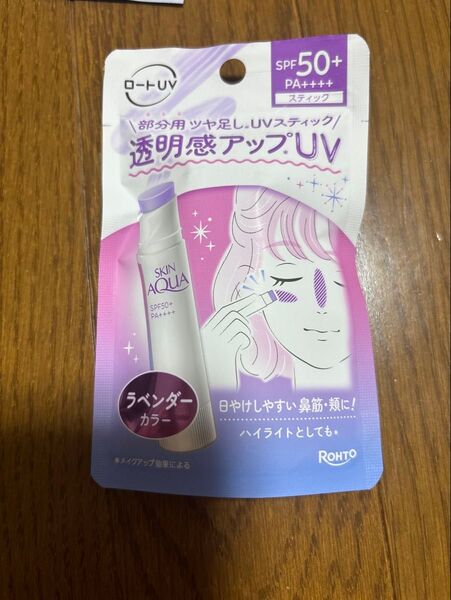 ロートUV
SPF50+
PA++++
スティック
部分用 ツヤ足し※UVスティック
透明感アップ※UV
SKIN
AQUA
SPF50+
PA++++
ラベンダー
カラー
日やけしやすい 鼻筋・頬に!
ハイライトとしても※
※メイクアップ効果による
ROHTO